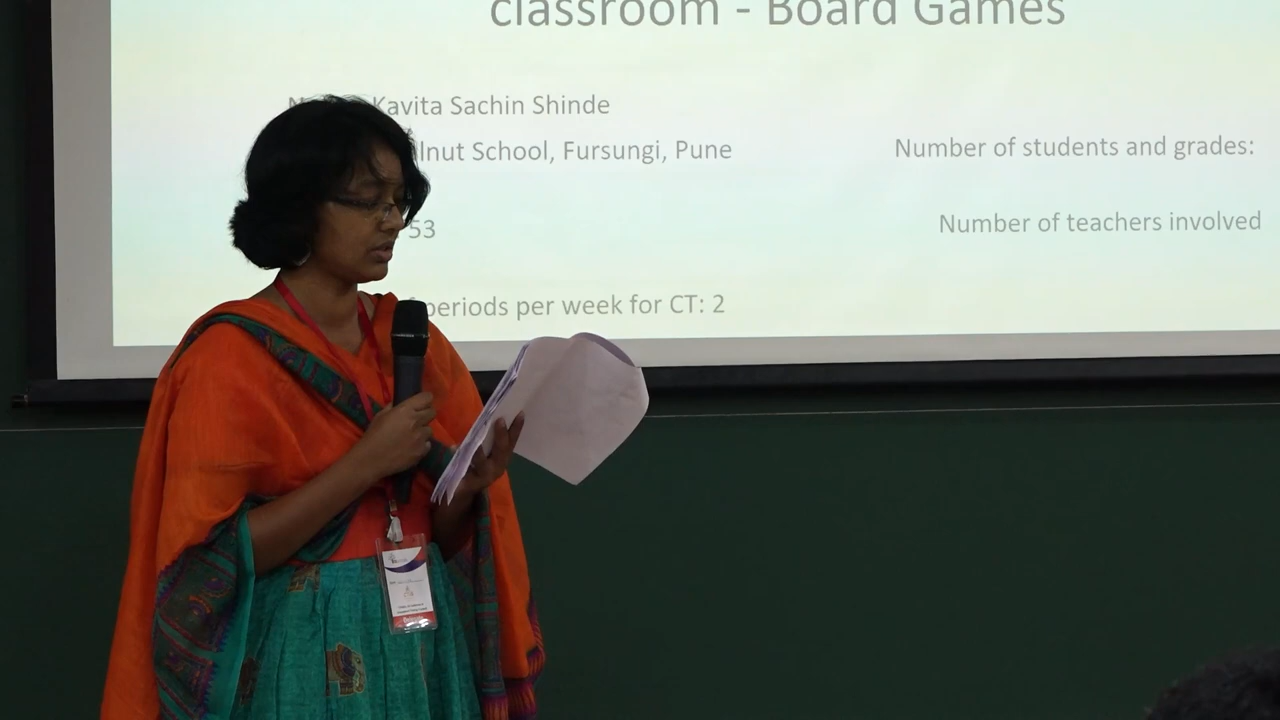 classroom - Board Games
Kavita Sachin Shinde
lnut School, Fursungi, Pune
Number of students and grades:
53
Number of teachers involved
periods per week for CT: 2